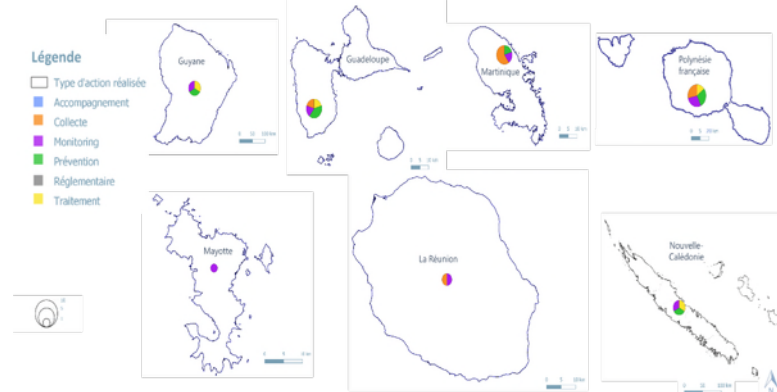 Légende
Type d'action réalisée
Accompagnement
Collecte
Monitoring
Prévention
Réglementaire
Traitement
Guyane
Guadeloupe
Martinique
Polynésie
française
Mayotte
La Réunion
Nouvelle-
Calédonie